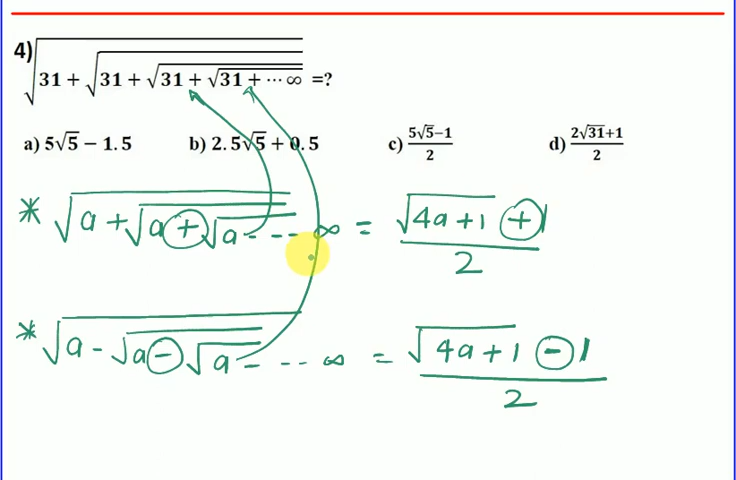 4) √(31 + √(31 + √(31 + √(31 + ⋯ ∞)))) =?
a) 5√5 − 1.5 b) 2.5√5 + 0.5 c) (5√5−1)/2 d) (2√31+1)/2
* √(a + √(a + √(a - - - ∞))) = (√(4a+1) + 1)/2
* √(a - √(a - √(a - - - ∞))) = (√(4a+1) - 1)/2